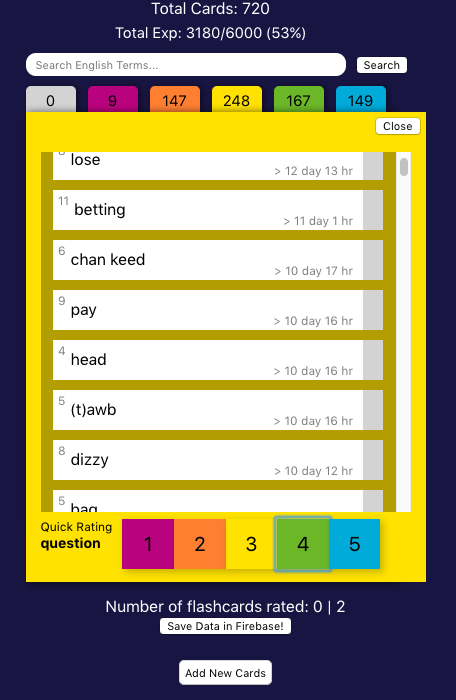 Total Cards: 720
Total Exp: 3180/6000 (53%)
Search English Terms...
Search
0
9
147
248
167
149
Close
lose
> 12 day 13 hr
11
betting
> 11 day 1 hr
6
chan keed
> 10 day 17 hr
9
pay
> 10 day 16 hr
4
head
> 10 day 16 hr
5
(t)awb
> 10 day 16 hr
8
dizzy
> 10 day 12 hr
5
bag
Quick Rating
question
1
2
3
4
5
Number of flashcards rated: 0 | 2
Save Data in Firebase!
Add New Cards